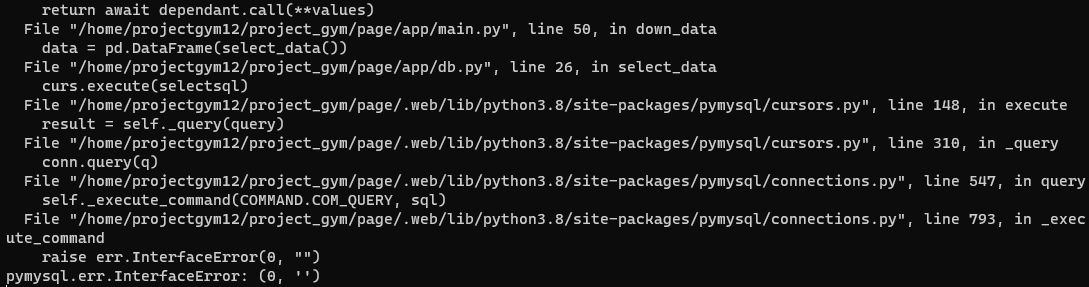 return await dependant.call(**values)
  File "/home/projectgym12/project_gym/page/app/main.py", line 50, in down_data
    data = pd.DataFrame(select_data())
  File "/home/projectgym12/project_gym/page/app/db.py", line 26, in select_data
    curs.execute(selectsql)
  File "/home/projectgym12/project_gym/page/.web/lib/python3.8/site-packages/pymysql/cursors.py", line 148, in execute
    result = self._query(query)
  File "/home/projectgym12/project_gym/page/.web/lib/python3.8/site-packages/pymysql/cursors.py", line 310, in _query
    conn.query(q)
  File "/home/projectgym12/project_gym/page/.web/lib/python3.8/site-packages/pymysql/connections.py", line 547, in query
    self._execute_command(COMMAND.COM_QUERY, sql)
  File "/home/projectgym12/project_gym/page/.web/lib/python3.8/site-packages/pymysql/connections.py", line 793, in _exec
ute_command
    raise err.InterfaceError(0, "")
pymysql.err.InterfaceError: (0, '')